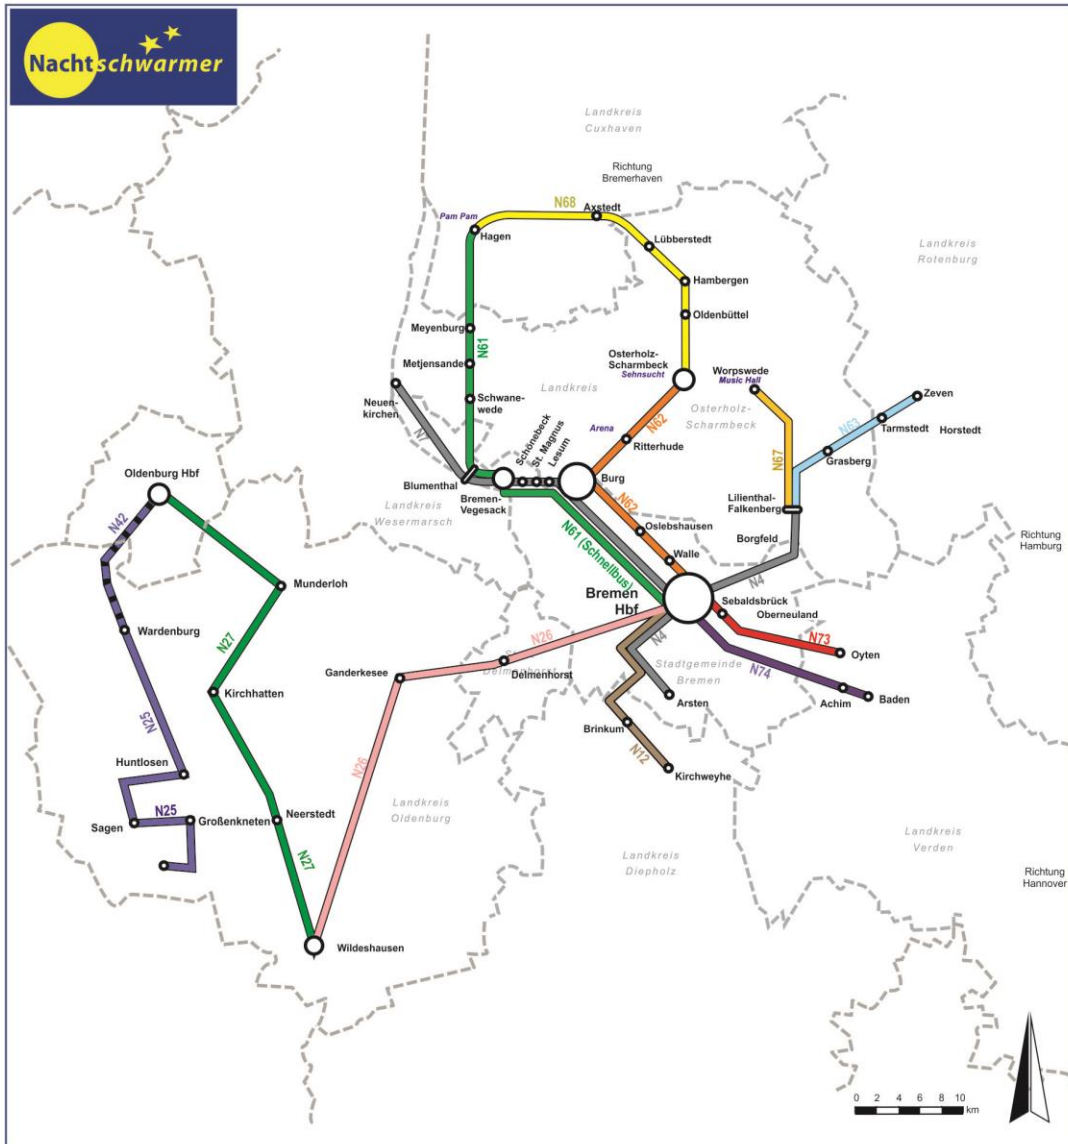 Nachtschwärmer
Landkreis
Cuxhaven
Richtung
Bremerhaven
N68
Axstedt
Pam Pam
Hagen
Lübberstedt
Landkreis
Rotenburg
Hambergen
Oldenbüttel
Meyenburg
N61
Metjensande
Osterholz-
Scharmbeck
Sehnsucht
Worpswede
Music Hall
Landkreis
Osterholz-
Scharmbeck
Neuen-
kirchen
Schwane-
wede
N7
Zeven
Tarmstedt
Horstedt
N63
N62
Arena
Ritterhude
N67
Grasberg
Schönebeck
St. Magnus
Lesum
Oldenburg Hbf
Blumenthal
Bremen-
Vegesack
Burg
Lilienthal-
Falkenberg
Landkreis
Wesermarsch
N42
N62
Oslebshausen
Borgfeld
Richtung
Hamburg
N61 (Schnellbus)
Walle
N4
Munderloh
Bremen
Hbf
Sebaldsbrück
Oberneuland
Wardenburg
N27
N26
N4
N73
Oyten
Ganderkesee
Delmenhorst
Delmenhorst
Stadtgemeinde
Bremen
N74
Kirchhatten
Arsten
Achim
Baden
N25
Brinkum
N12
Huntlosen
N26
Kirchweyhe
Landkreis
Oldenburg
N25
Sagen
Großenkneten
Neerstedt
Landkreis
Verden
N27
Landkreis
Diepholz
Richtung
Hannover
Wildeshausen
0 2 4 6 8 10
km